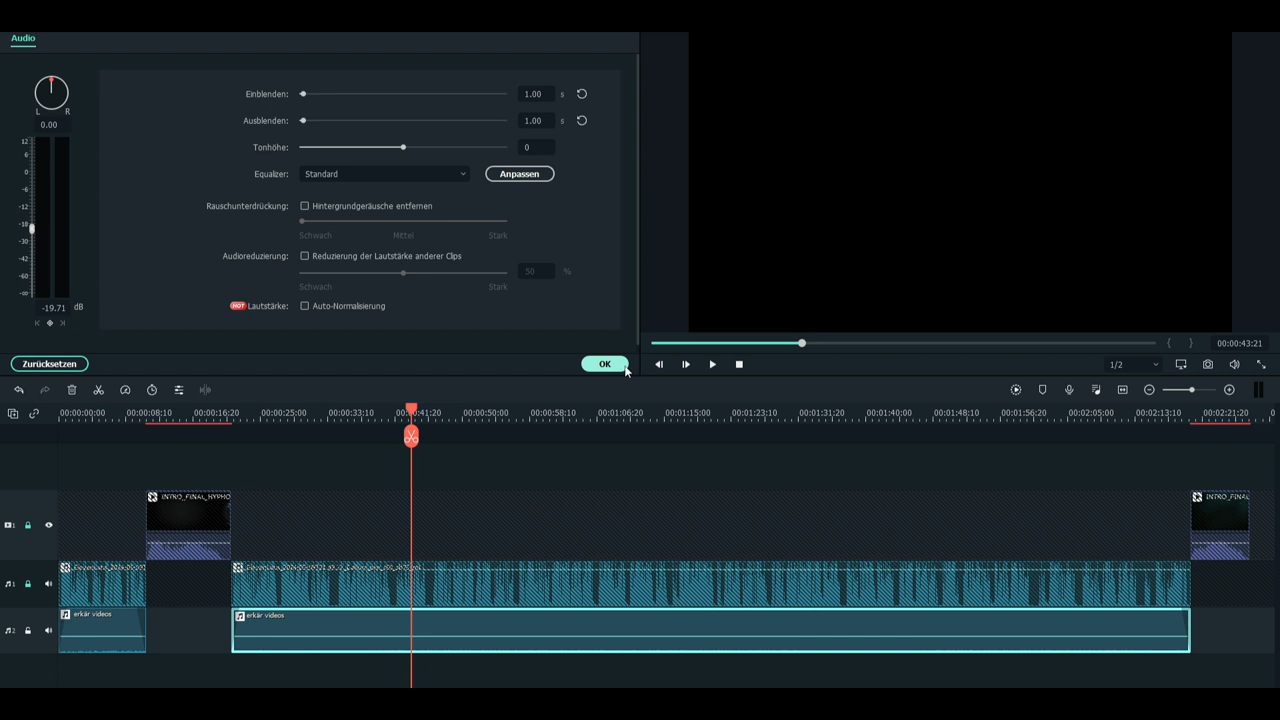 Audio
L R
0.00
12
6
0
-6
-12
-18
-30
-42
-60
-∞
-19.71 dB
Einblenden: 1.00 s
Ausblenden: 1.00 s
Tonhöhe: 0
Equalizer: Standard Anpassen
Rauschunterdrückung: Hintergrundgeräusche entfernen
Schwach Mittel Stark
Audioreduzierung: Reduzierung der Lautstärke anderer Clips
50 %
Schwach Stark
HOT Lautstärke: Auto-Normalisierung
Zurücksetzen OK
{ } 00:00:43:21
1/2
00:00:00:00 00:00:08:10 00:00:16:20 00:00:25:00 00:00:33:10 00:00:41:20 00:00:50:00 00:00:58:10 00:01:06:20 00:01:15:00 00:01:23:10 00:01:31:20 00:01:40:00 00:01:48:10 00:01:56:20 00:02:05:00 00:02:13:10 00:02:21:20 0
1 INTRO_FINAL_HYPHO INTRO_FINAL
1
2 erkär videos erkär videos